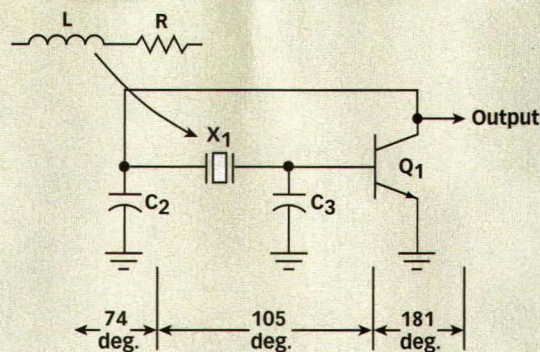 L
R
X1
Output
Q1
C2
C3
74
deg.
105
deg.
181
deg.